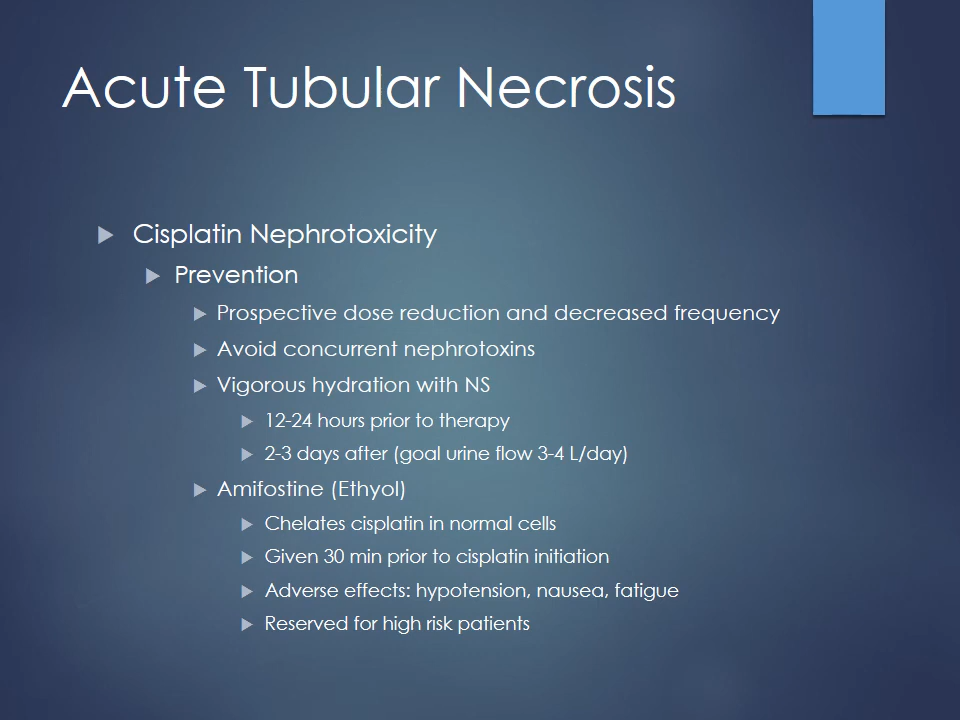 Acute Tubular Necrosis
Cisplatin Nephrotoxicity
Prevention
Prospective dose reduction and decreased frequency
Avoid concurrent nephrotoxins
Vigorous hydration with NS
12-24 hours prior to therapy
2-3 days after (goal urine flow 3-4 L/day)
Amifostine (Ethyol)
Chelates cisplatin in normal cells
Given 30 min prior to cisplatin initiation
Adverse effects: hypotension, nausea, fatigue
Reserved for high risk patients